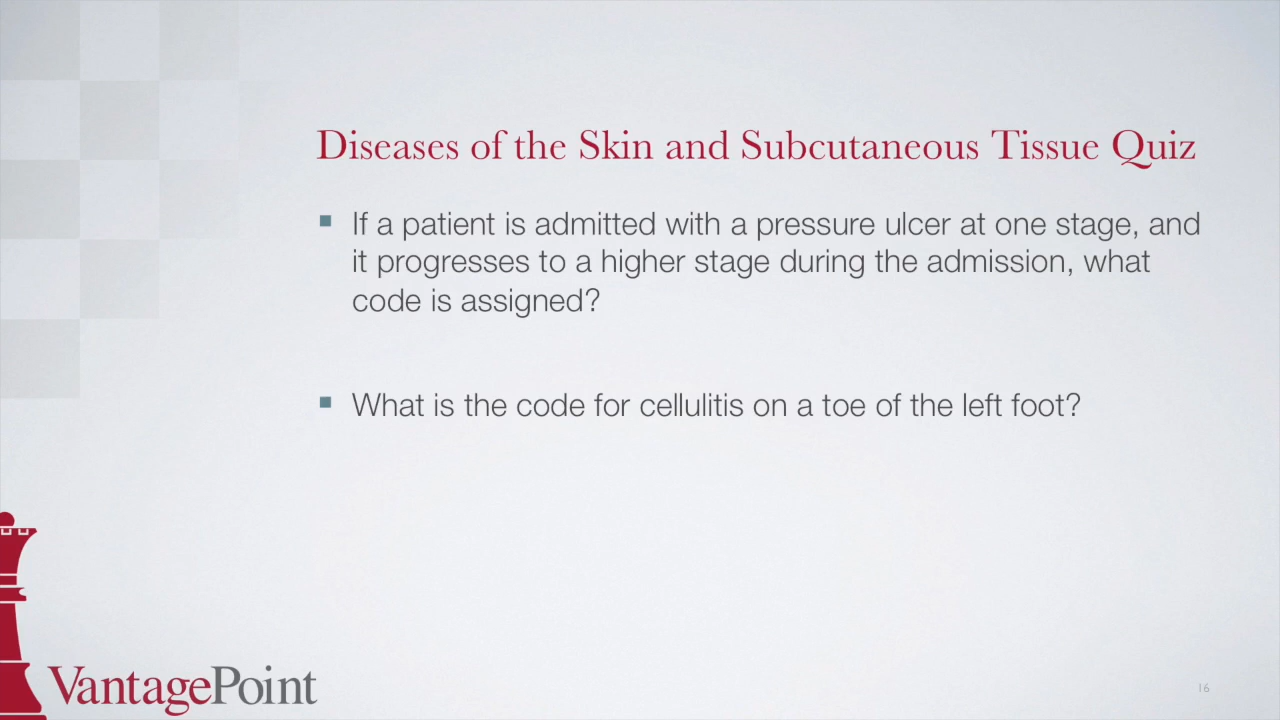 Diseases of the Skin and Subcutaneous Tissue Quiz
▪ If a patient is admitted with a pressure ulcer at one stage, and
it progresses to a higher stage during the admission, what
code is assigned?
▪ What is the code for cellulitis on a toe of the left foot?
VantagePoint
16